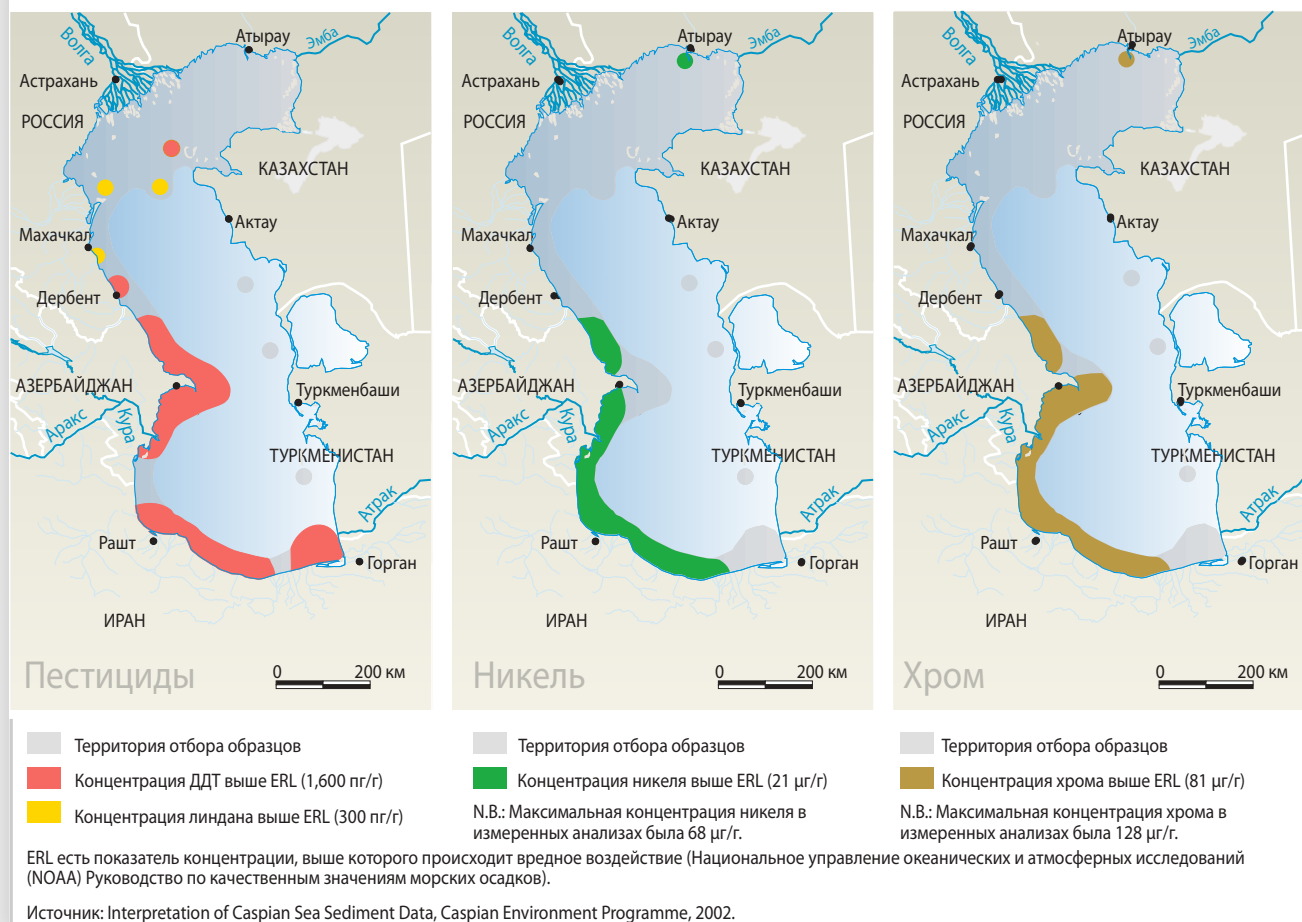 Волга
Атырау
Эмба
Астрахань
РОССИЯ
КАЗАХСТАН
Актау
Махачкал
Дербент
АЗЕРБАЙДЖАН
Туркменбаши
Аракс
Кура
ТУРКМЕНИСТАН
Атрак
Рашт
Горган
ИРАН
Пестициды
0 200 км
Волга
Атырау
Эмба
Астрахань
РОССИЯ
КАЗАХСТАН
Актау
Махачкал
Дербент
АЗЕРБАЙДЖАН
Туркменбаши
Аракс
Кура
ТУРКМЕНИСТАН
Атрак
Рашт
Горган
ИРАН
Никель
0 200 км
Волга
Атырау
Эмба
Астрахань
РОССИЯ
КАЗАХСТАН
Актау
Махачкал
Дербент
АЗЕРБАЙДЖАН
Туркменбаши
Аракс
Кура
ТУРКМЕНИСТАН
Атрак
Рашт
Горган
ИРАН
Хром
0 200 км
Территория отбора образцов
Концентрация ДДТ выше ERL (1,600 пг/г)
Концентрация линдана выше ERL (300 пг/г)
Территория отбора образцов
Концентрация никеля выше ERL (21 µг/г)
N.B.: Максимальная концентрация никеля в
измеренных анализах была 68 µг/г.
Территория отбора образцов
Концентрация хрома выше ERL (81 µг/г)
N.B.: Максимальная концентрация хрома в
измеренных анализах была 128 µг/г.
ERL есть показатель концентрации, выше которого происходит вредное воздействие (Национальное управление океанических и атмосферных исследований
(NOAA) Руководство по качественным значениям морских осадков).
Источник: Interpretation of Caspian Sea Sediment Data, Caspian Environment Programme, 2002.